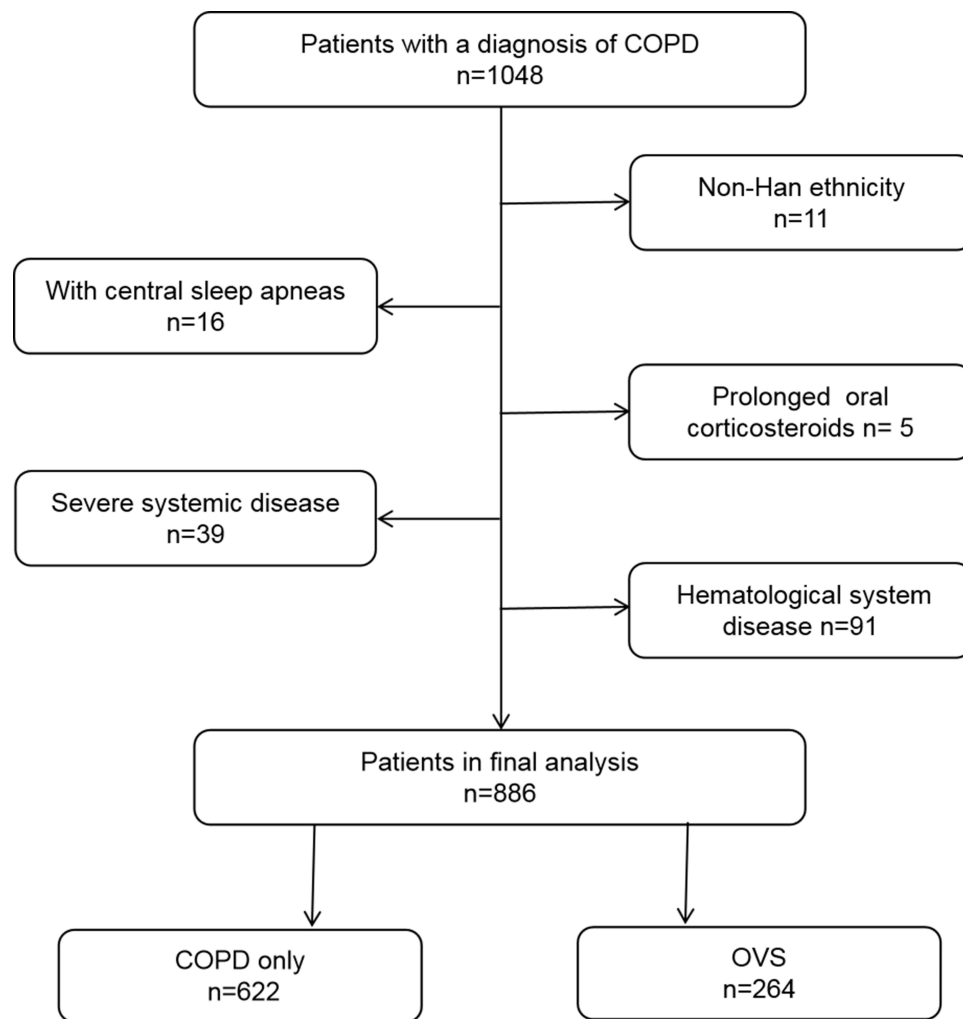 Patients with a diagnosis of COPD
n=1048
Non-Han ethnicity
n=11
With central sleep apneas
n=16
Prolonged  oral
corticosteroids n= 5
Severe systemic disease
n=39
Hematological system
disease n=91
Patients in final analysis
n=886
COPD only
n=622
OVS
n=264